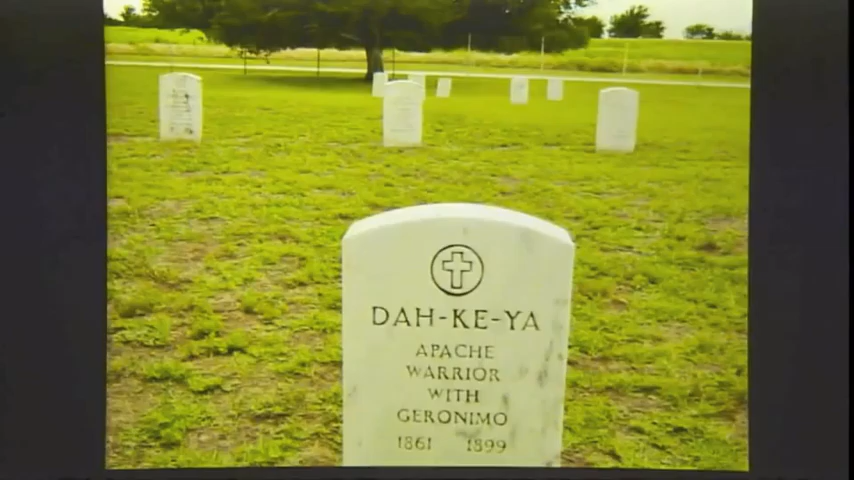 DAH-KE-YA
APACHE
WARRIOR
WITH
GERONIMO
1861 1899